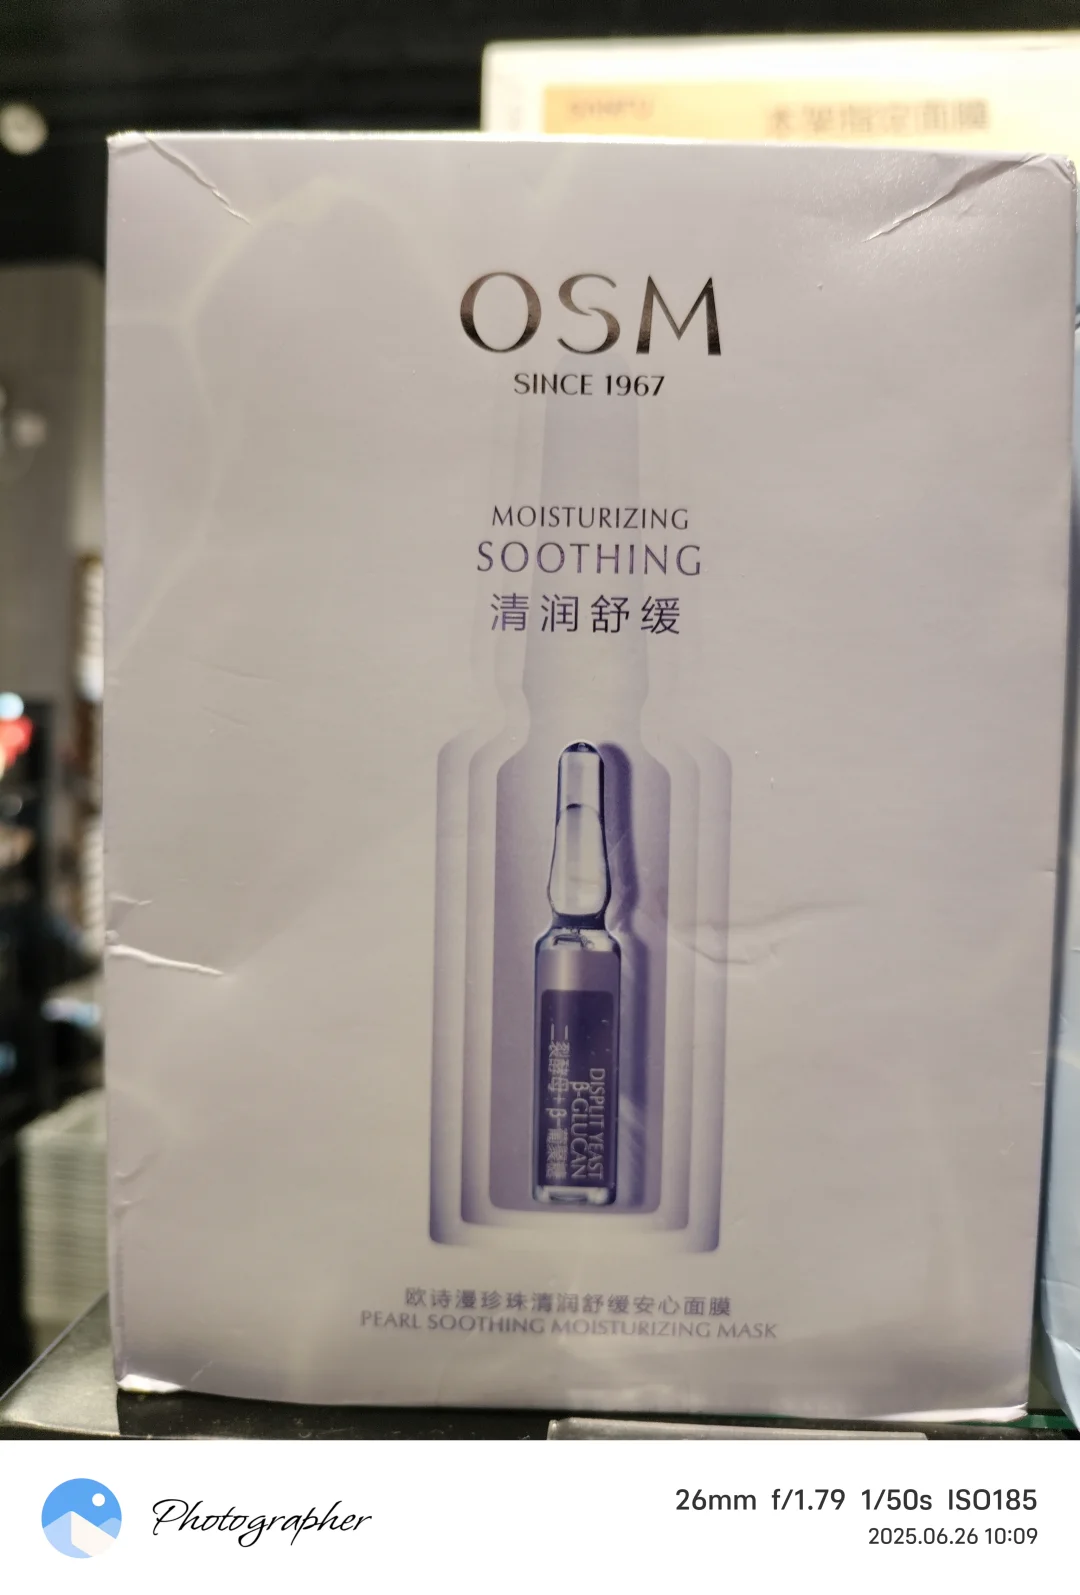 OSM
SINCE 1967
MOISTURIZING
SOOTHING
清润舒缓
二裂酵母+β-葡聚糖
DISPLIT YEAST
β-GLUCAN
欧诗漫珍珠清润舒缓安心面膜
PEARL SOOTHING MOISTURIZING MASK
Photographer
26mm f/1.79 1/50s ISO185
2025.06.26 10:09